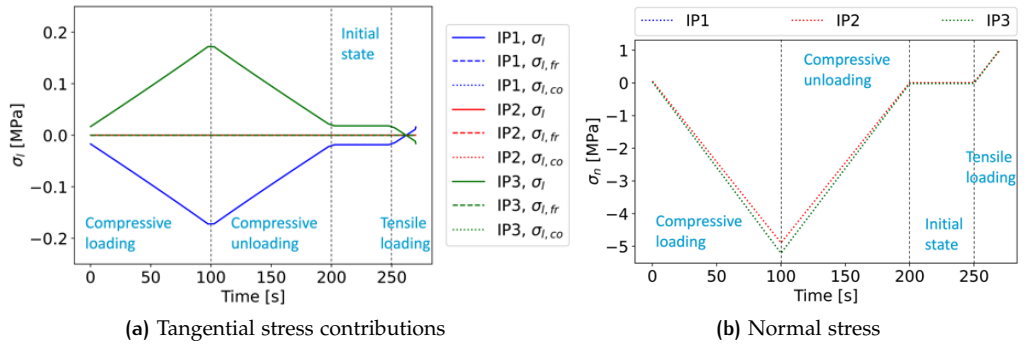 0.2
0.1
0.0
−0.1
−0.2
σl [MPa]
Initial
state
Compressive
loading
Compressive
unloading
Tensile
loading
0 50 100 150 200 250
Time [s]
IP1, σl
IP1, σl,fr
IP1, σl,co
IP2, σl
IP2, σl,fr
IP2, σl,co
IP3, σl
IP3, σl,fr
IP3, σl,co
(a) Tangential stress contributions
IP1 IP2 IP3
1
0
−1
−2
−3
−4
−5
σn [MPa]
Compressive
unloading
Tensile
loading
Compressive
loading
Initial
state
0 50 100 150 200 250
Time [s]
(b) Normal stress